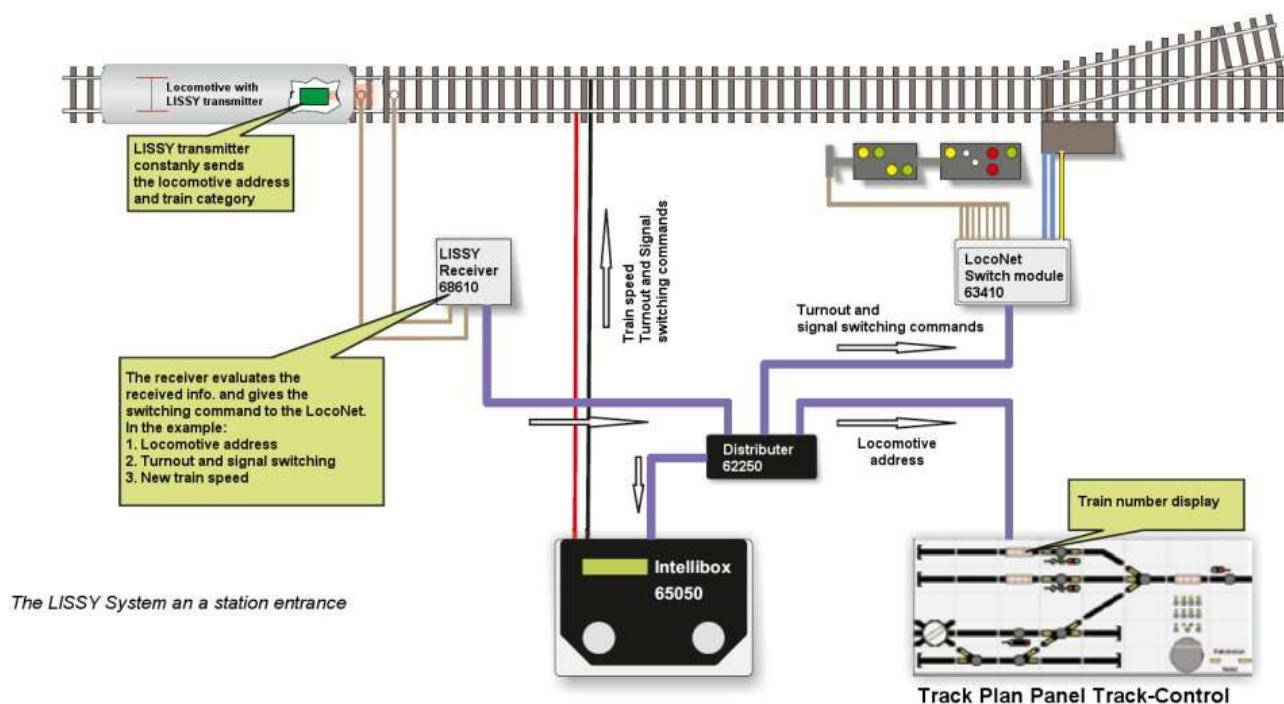 Locomotive with
LISSY transmitter
LISSY transmitter
constanly sends
the locomotive address
and train category
LISSY
Receiver
68610
Train speed
Turnout and Signal
switching commands
LocoNet
Switch module
63410
Turnout and
signal switching commands
The receiver evaluates the
received info. and gives the
switching command to the LocoNet.
In the example:
1. Locomotive address
2. Turnout and signal switching
3. New train speed
Distributer
62250
Locomotive
address
Train number display
Intellibox
65050
The LISSY System an a station entrance
Track Plan Panel Track-Control